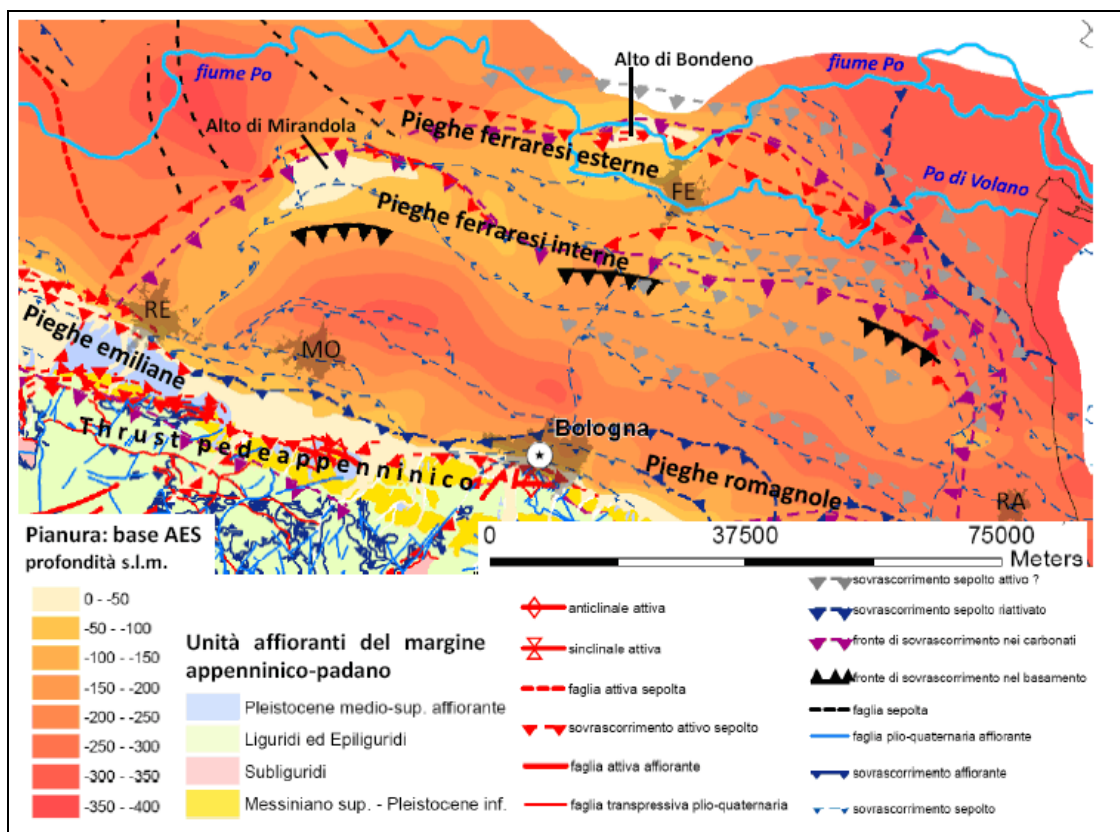 Alto di Bondeno
fiume Po
fiume Po
Alto di Mirandola
Pieghe ferraresi esterne
Po di Volano
FE
Pieghe ferraresi interne
RE
MO
Pieghe emiliane
Bologna
Thrust pedeappenninico
Pieghe romagnole
RA
Pianura: base AES
profondità s.l.m.
0 37500 75000
Meters
0 - -50
-50 - -100
-100 - -150
-150 - -200
-200 - -250
-250 - -300
-300 - -350
-350 - -400
Unità affioranti del margine
appenninico-padano
Pleistocene medio-sup. affiorante
Liguridi ed Epiliguridi
Subliguridi
Messiniano sup. - Pleistocene inf.
anticlinale attiva
sinclinale attiva
faglia attiva sepolta
sovrascorrimento attivo sepolto
faglia attiva affiorante
faglia transpressiva plio-quaternaria
sovrascorrimento sepolto attivo ?
sovrascorrimento sepolto riattivato
fronte di sovrascorrimento nei carbonati
fronte di sovrascorrimento nel basamento
faglia sepolta
faglia plio-quaternaria affiorante
sovrascorrimento affiorante
sovrascorrimento sepolto